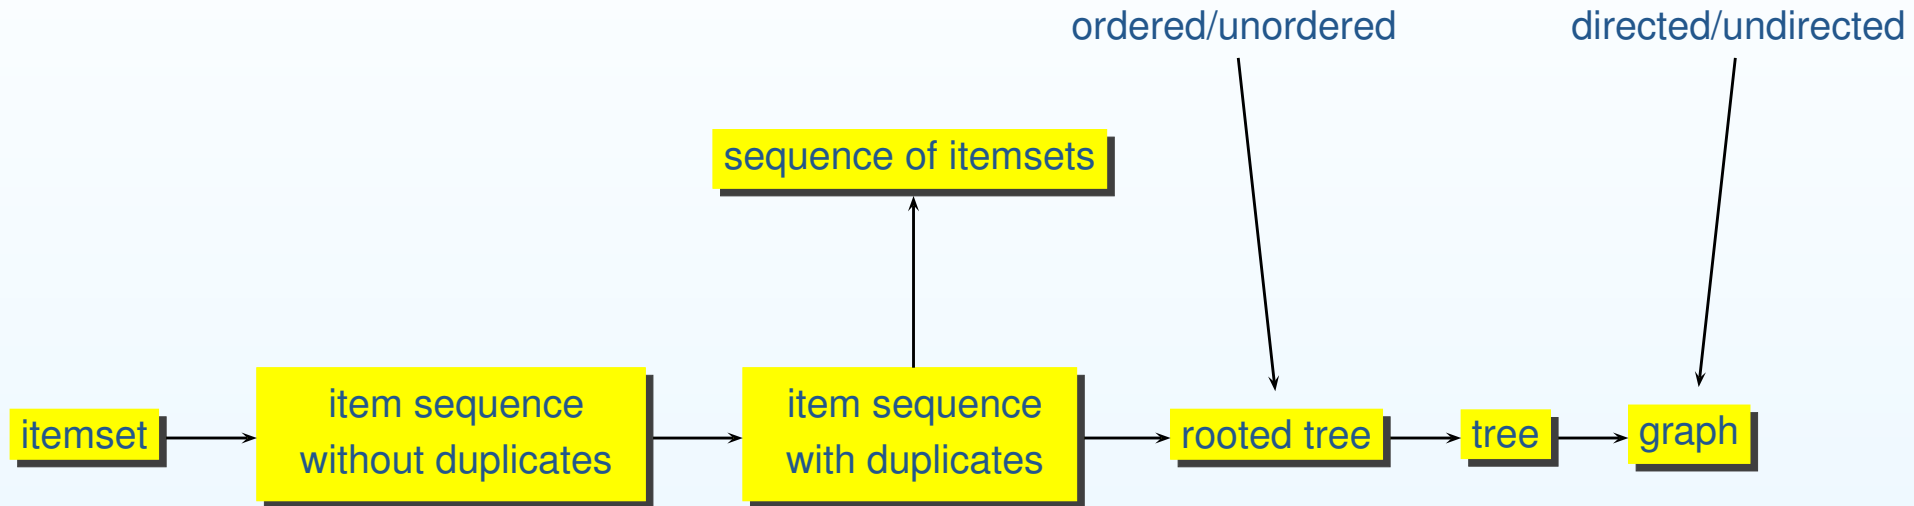 ordered/unordered
directed/undirected
sequence of itemsets
itemset
item sequence
without duplicates
item sequence
with duplicates
rooted tree
tree
graph